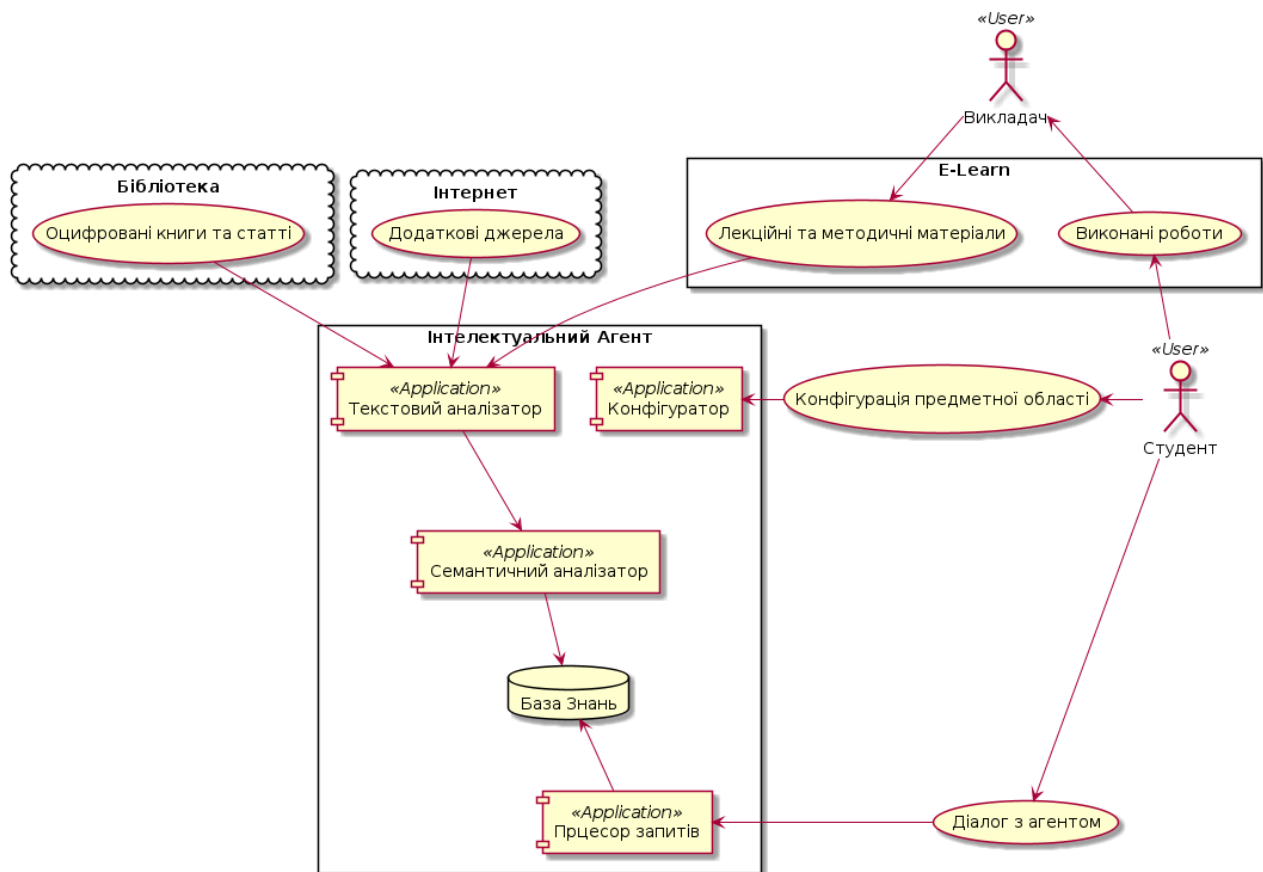 «User»
Викладач
E-Learn
Бібліотека
Інтернет
Оцифровані книги та статті
Додаткові джерела
Лекційні та методичні матеріали
Виконані роботи
Інтелектуальний Агент
«User»
Студент
«Application»
Текстовий аналізатор
«Application»
Конфігуратор
Конфігурація предметної області
«Application»
Семантичний аналізатор
База Знань
«Application»
Прцесор запитів
Діалог з агентом